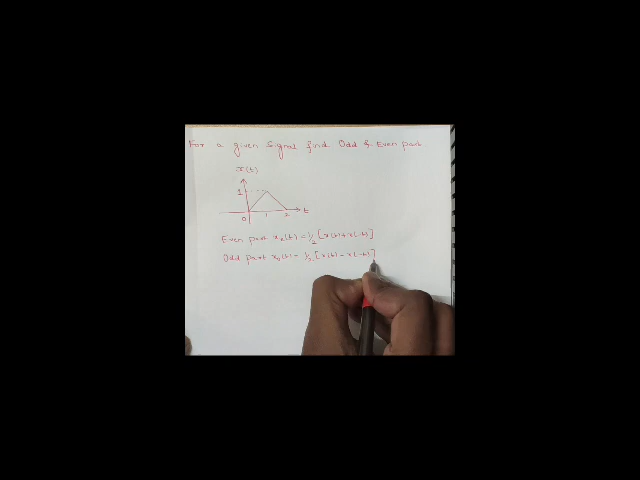 For a given signal find Odd & Even part
x(t)
1
0 1 2 t
Even part xe(t) = 1/2 [x(t)+x(-t)]
Odd part xo(t) = 1/2 [x(t) - x(-t)]